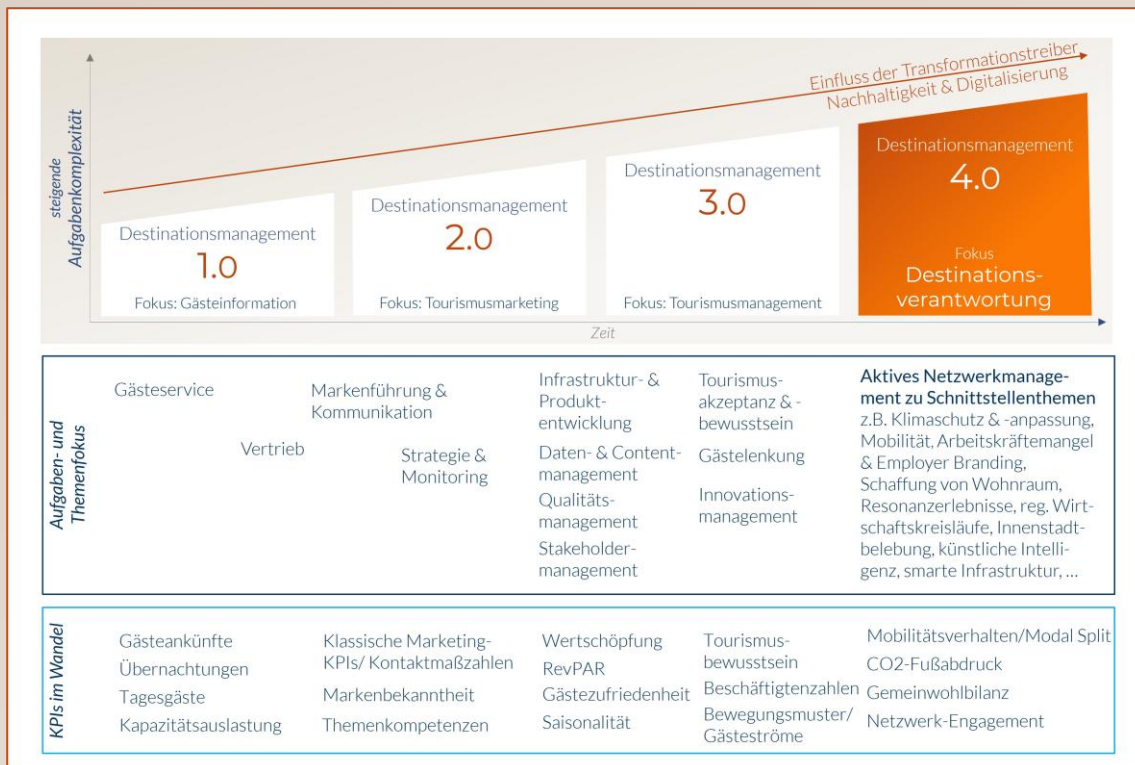 Einfluss der Transformationstreiber
Nachhaltigkeit & Digitalisierung
steigende
Aufgabenkomplexität
Destinationsmanagement
1.0
Fokus: Gästeinformation
Destinationsmanagement
2.0
Fokus: Tourismusmarketing
Destinationsmanagement
3.0
Fokus: Tourismusmanagement
Destinationsmanagement
4.0
Fokus
Destinations-
verantwortung
Zeit
Aufgaben- und
Themenfokus
Gästeservice
Vertrieb
Markenführung &
Kommunikation
Strategie &
Monitoring
Infrastruktur- &
Produkt-
entwicklung
Daten- & Content-
management
Qualitäts-
management
Stakeholder-
management
Tourismus-
akzeptanz & -
bewusstsein
Gästelenkung
Innovations-
management
Aktives Netzwerkmanage-
ment zu Schnittstellenthemen
z.B. Klimaschutz & -anpassung,
Mobilität, Arbeitskräftemangel
& Employer Branding,
Schaffung von Wohnraum,
Resonanzerlebnisse, reg. Wirt-
schaftskreisläufe, Innenstadt-
belebung, künstliche Intelli-
genz, smarte Infrastruktur, ...
KPIs im Wandel
Gästeankünfte
Übernachtungen
Tagesgäste
Kapazitätsauslastung
Klassische Marketing-
KPIs/ Kontaktmaßzahlen
Markenbekanntheit
Themenkompetenzen
Wertschöpfung
RevPAR
Gästezufriedenheit
Saisonalität
Tourismus-
bewusstsein
Beschäftigtenzahlen
Bewegungsmuster/
Gästeströme
Mobilitätsverhalten/Modal Split
CO2-Fußabdruck
Gemeinwohlbilanz
Netzwerk-Engagement